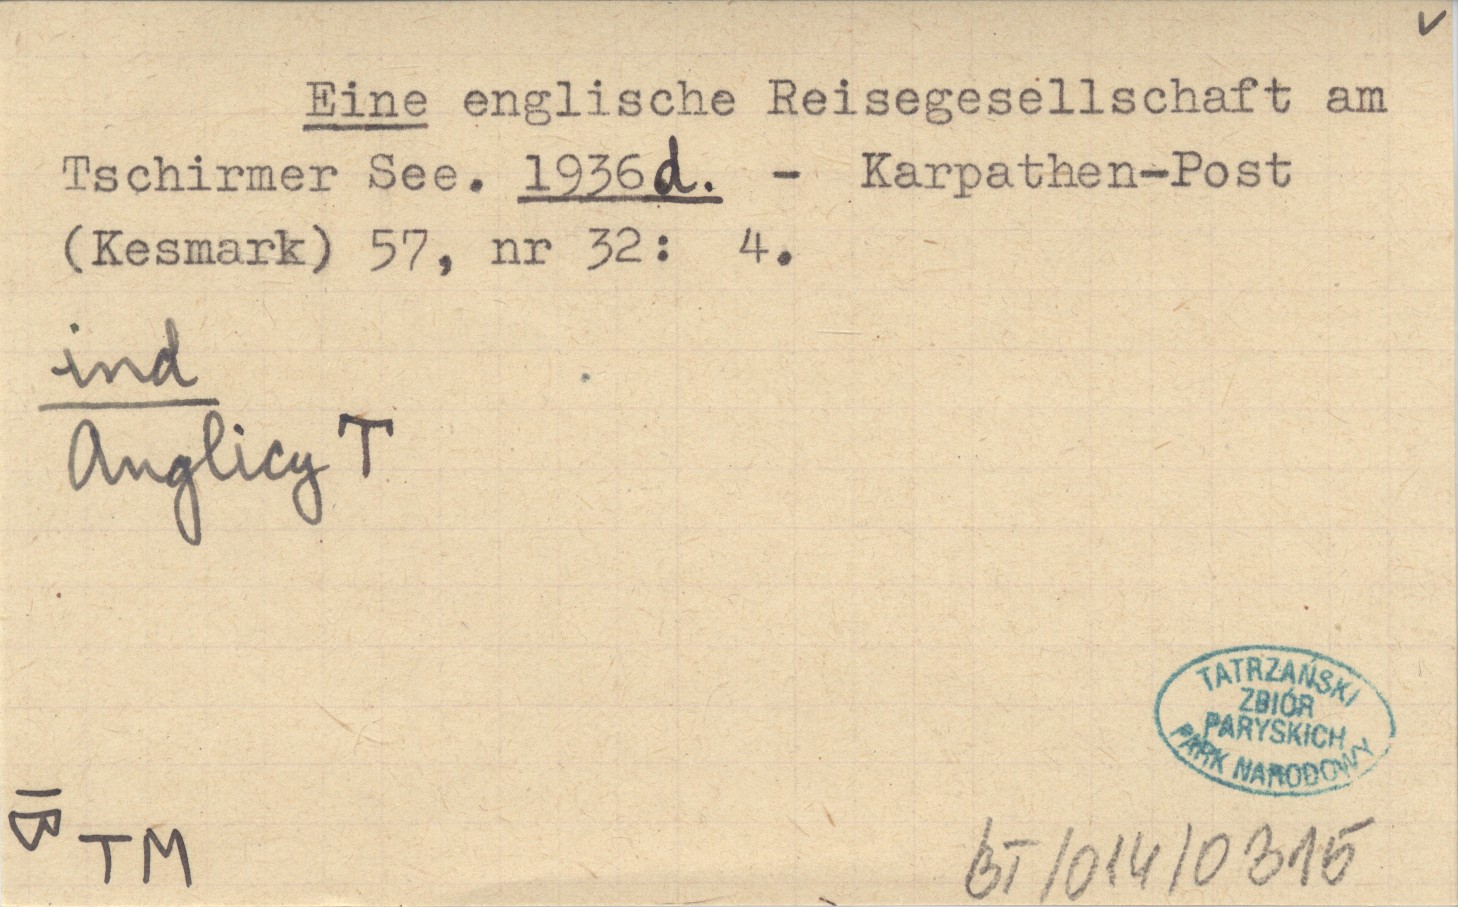 Eine englische Reisegesellschaft am
Tschirmer See. 1936d. - Karpathen-Post
(Kesmark) 57, nr 32: 4.
ind
Anglicy T
TATRZAŃSKI
ZBIÓR
PARYSKICH
PARK NARODOWY
TM
BT/014/0315